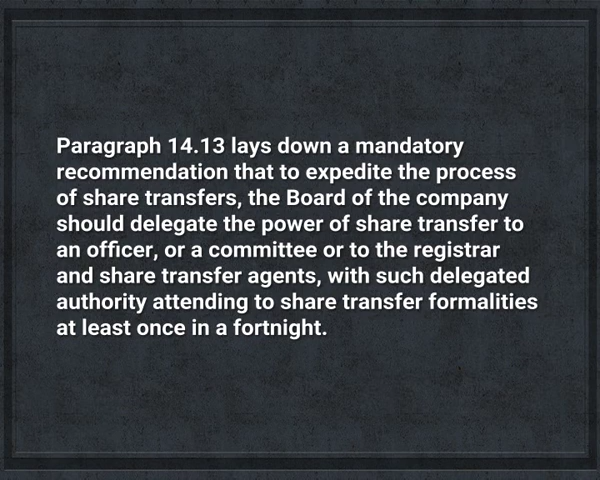 Paragraph 14.13 lays down a mandatory
recommendation that to expedite the process
of share transfers, the Board of the company
should delegate the power of share transfer to
an officer, or a committee or to the registrar
and share transfer agents, with such delegated
authority attending to share transfer formalities
at least once in a fortnight.